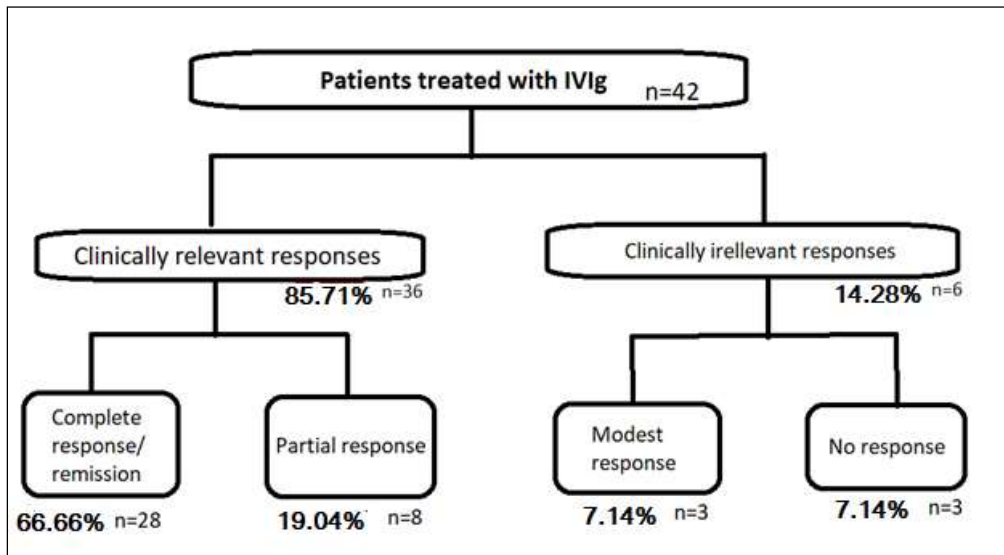 Patients treated with IVIg n=42
Clinically relevant responses
85.71% n=36
Clinically irellevant responses
14.28% n=6
Complete
response/
remission
66.66% n=28
Partial response
19.04% n=8
Modest
response
7.14% n=3
No response
7.14% n=3